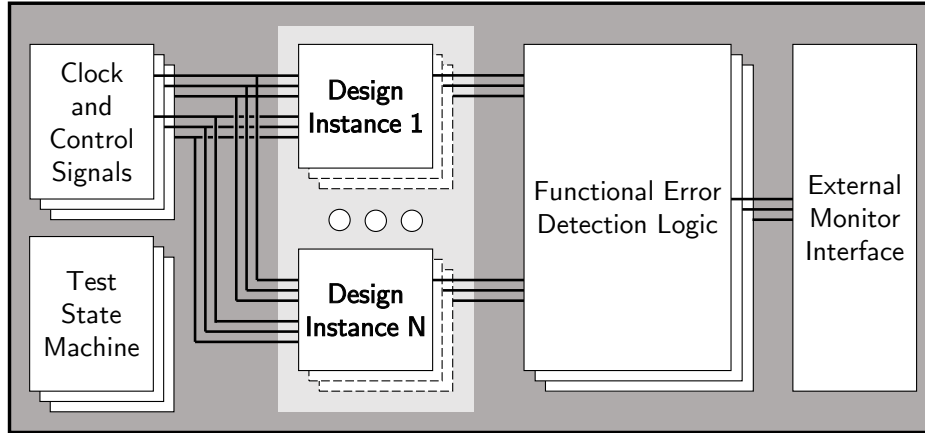 Clock
and
Control
Signals
Test
State
Machine
Design
Instance 1
Design
Instance N
Functional Error
Detection Logic
External
Monitor
Interface